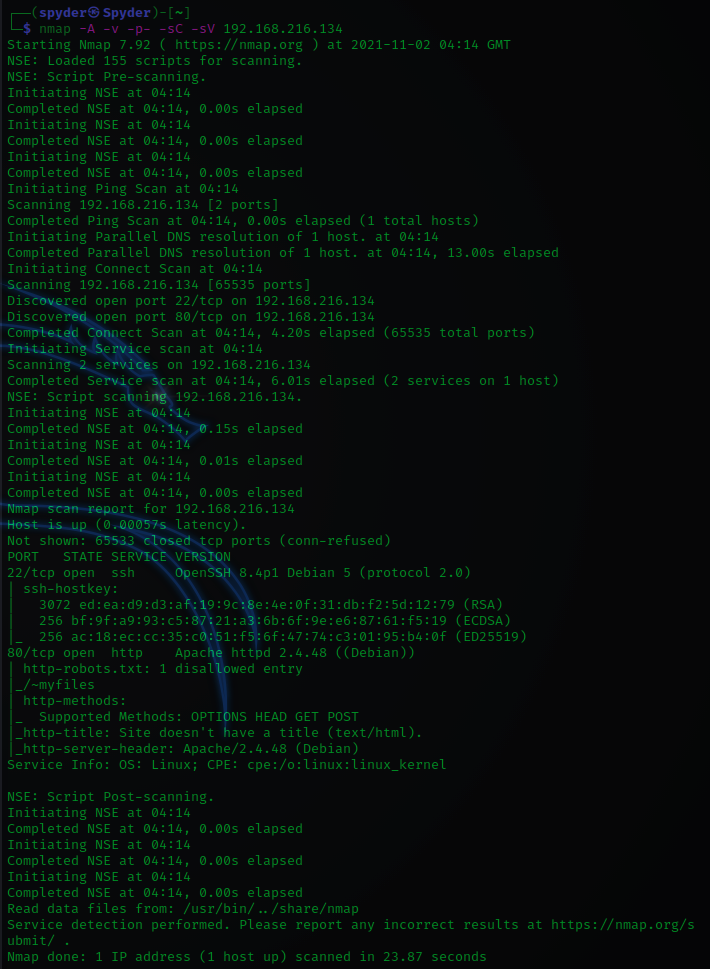 ┌──(spyder㉿Spyder)-[~]
└─$ nmap -A -v -p- -sC -sV 192.168.216.134
Starting Nmap 7.92 ( https://nmap.org ) at 2021-11-02 04:14 GMT
NSE: Loaded 155 scripts for scanning.
NSE: Script Pre-scanning.
Initiating NSE at 04:14
Completed NSE at 04:14, 0.00s elapsed
Initiating NSE at 04:14
Completed NSE at 04:14, 0.00s elapsed
Initiating NSE at 04:14
Completed NSE at 04:14, 0.00s elapsed
Initiating Ping Scan at 04:14
Scanning 192.168.216.134 [2 ports]
Completed Ping Scan at 04:14, 0.00s elapsed (1 total hosts)
Initiating Parallel DNS resolution of 1 host. at 04:14
Completed Parallel DNS resolution of 1 host. at 04:14, 13.00s elapsed
Initiating Connect Scan at 04:14
Scanning 192.168.216.134 [65535 ports]
Discovered open port 22/tcp on 192.168.216.134
Discovered open port 80/tcp on 192.168.216.134
Completed Connect Scan at 04:14, 4.20s elapsed (65535 total ports)
Initiating Service scan at 04:14
Scanning 2 services on 192.168.216.134
Completed Service scan at 04:14, 6.01s elapsed (2 services on 1 host)
NSE: Script scanning 192.168.216.134.
Initiating NSE at 04:14
Completed NSE at 04:14, 0.15s elapsed
Initiating NSE at 04:14
Completed NSE at 04:14, 0.01s elapsed
Initiating NSE at 04:14
Completed NSE at 04:14, 0.00s elapsed
Nmap scan report for 192.168.216.134
Host is up (0.00057s latency).
Not shown: 65533 closed tcp ports (conn-refused)
PORT   STATE SERVICE VERSION
22/tcp open  ssh     OpenSSH 8.4p1 Debian 5 (protocol 2.0)
| ssh-hostkey:
|   3072 ed:ea:d9:d3:af:19:9c:8e:4e:0f:31:db:f2:5d:12:79 (RSA)
|   256 bf:9f:a9:93:c5:87:21:a3:6b:6f:9e:e6:87:61:f5:19 (ECDSA)
|_  256 ac:18:ec:cc:35:c0:51:f5:6f:47:74:c3:01:95:b4:0f (ED25519)
80/tcp open  http    Apache httpd 2.4.48 ((Debian))
| http-robots.txt: 1 disallowed entry
|_/~myfiles
| http-methods:
|_  Supported Methods: OPTIONS HEAD GET POST
|_http-title: Site doesn't have a title (text/html).
|_http-server-header: Apache/2.4.48 (Debian)
Service Info: OS: Linux; CPE: cpe:/o:linux:linux_kernel

NSE: Script Post-scanning.
Initiating NSE at 04:14
Completed NSE at 04:14, 0.00s elapsed
Initiating NSE at 04:14
Completed NSE at 04:14, 0.00s elapsed
Initiating NSE at 04:14
Completed NSE at 04:14, 0.00s elapsed
Read data files from: /usr/bin/../share/nmap
Service detection performed. Please report any incorrect results at https://nmap.org/s
ubmit/ .
Nmap done: 1 IP address (1 host up) scanned in 23.87 seconds